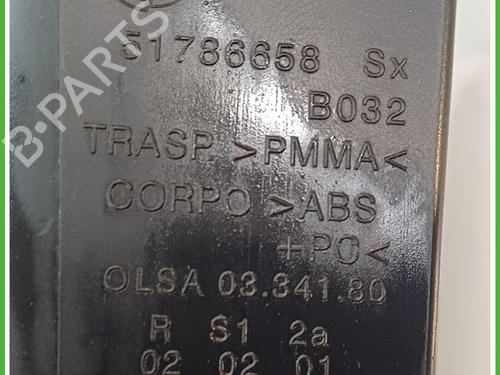 51786658 Sx
B032
TRASP. >PMMA<
CORPO >ABS
+PC<
OLSA 03.341.80
R S1 2a
02 02 01
B-PARTS